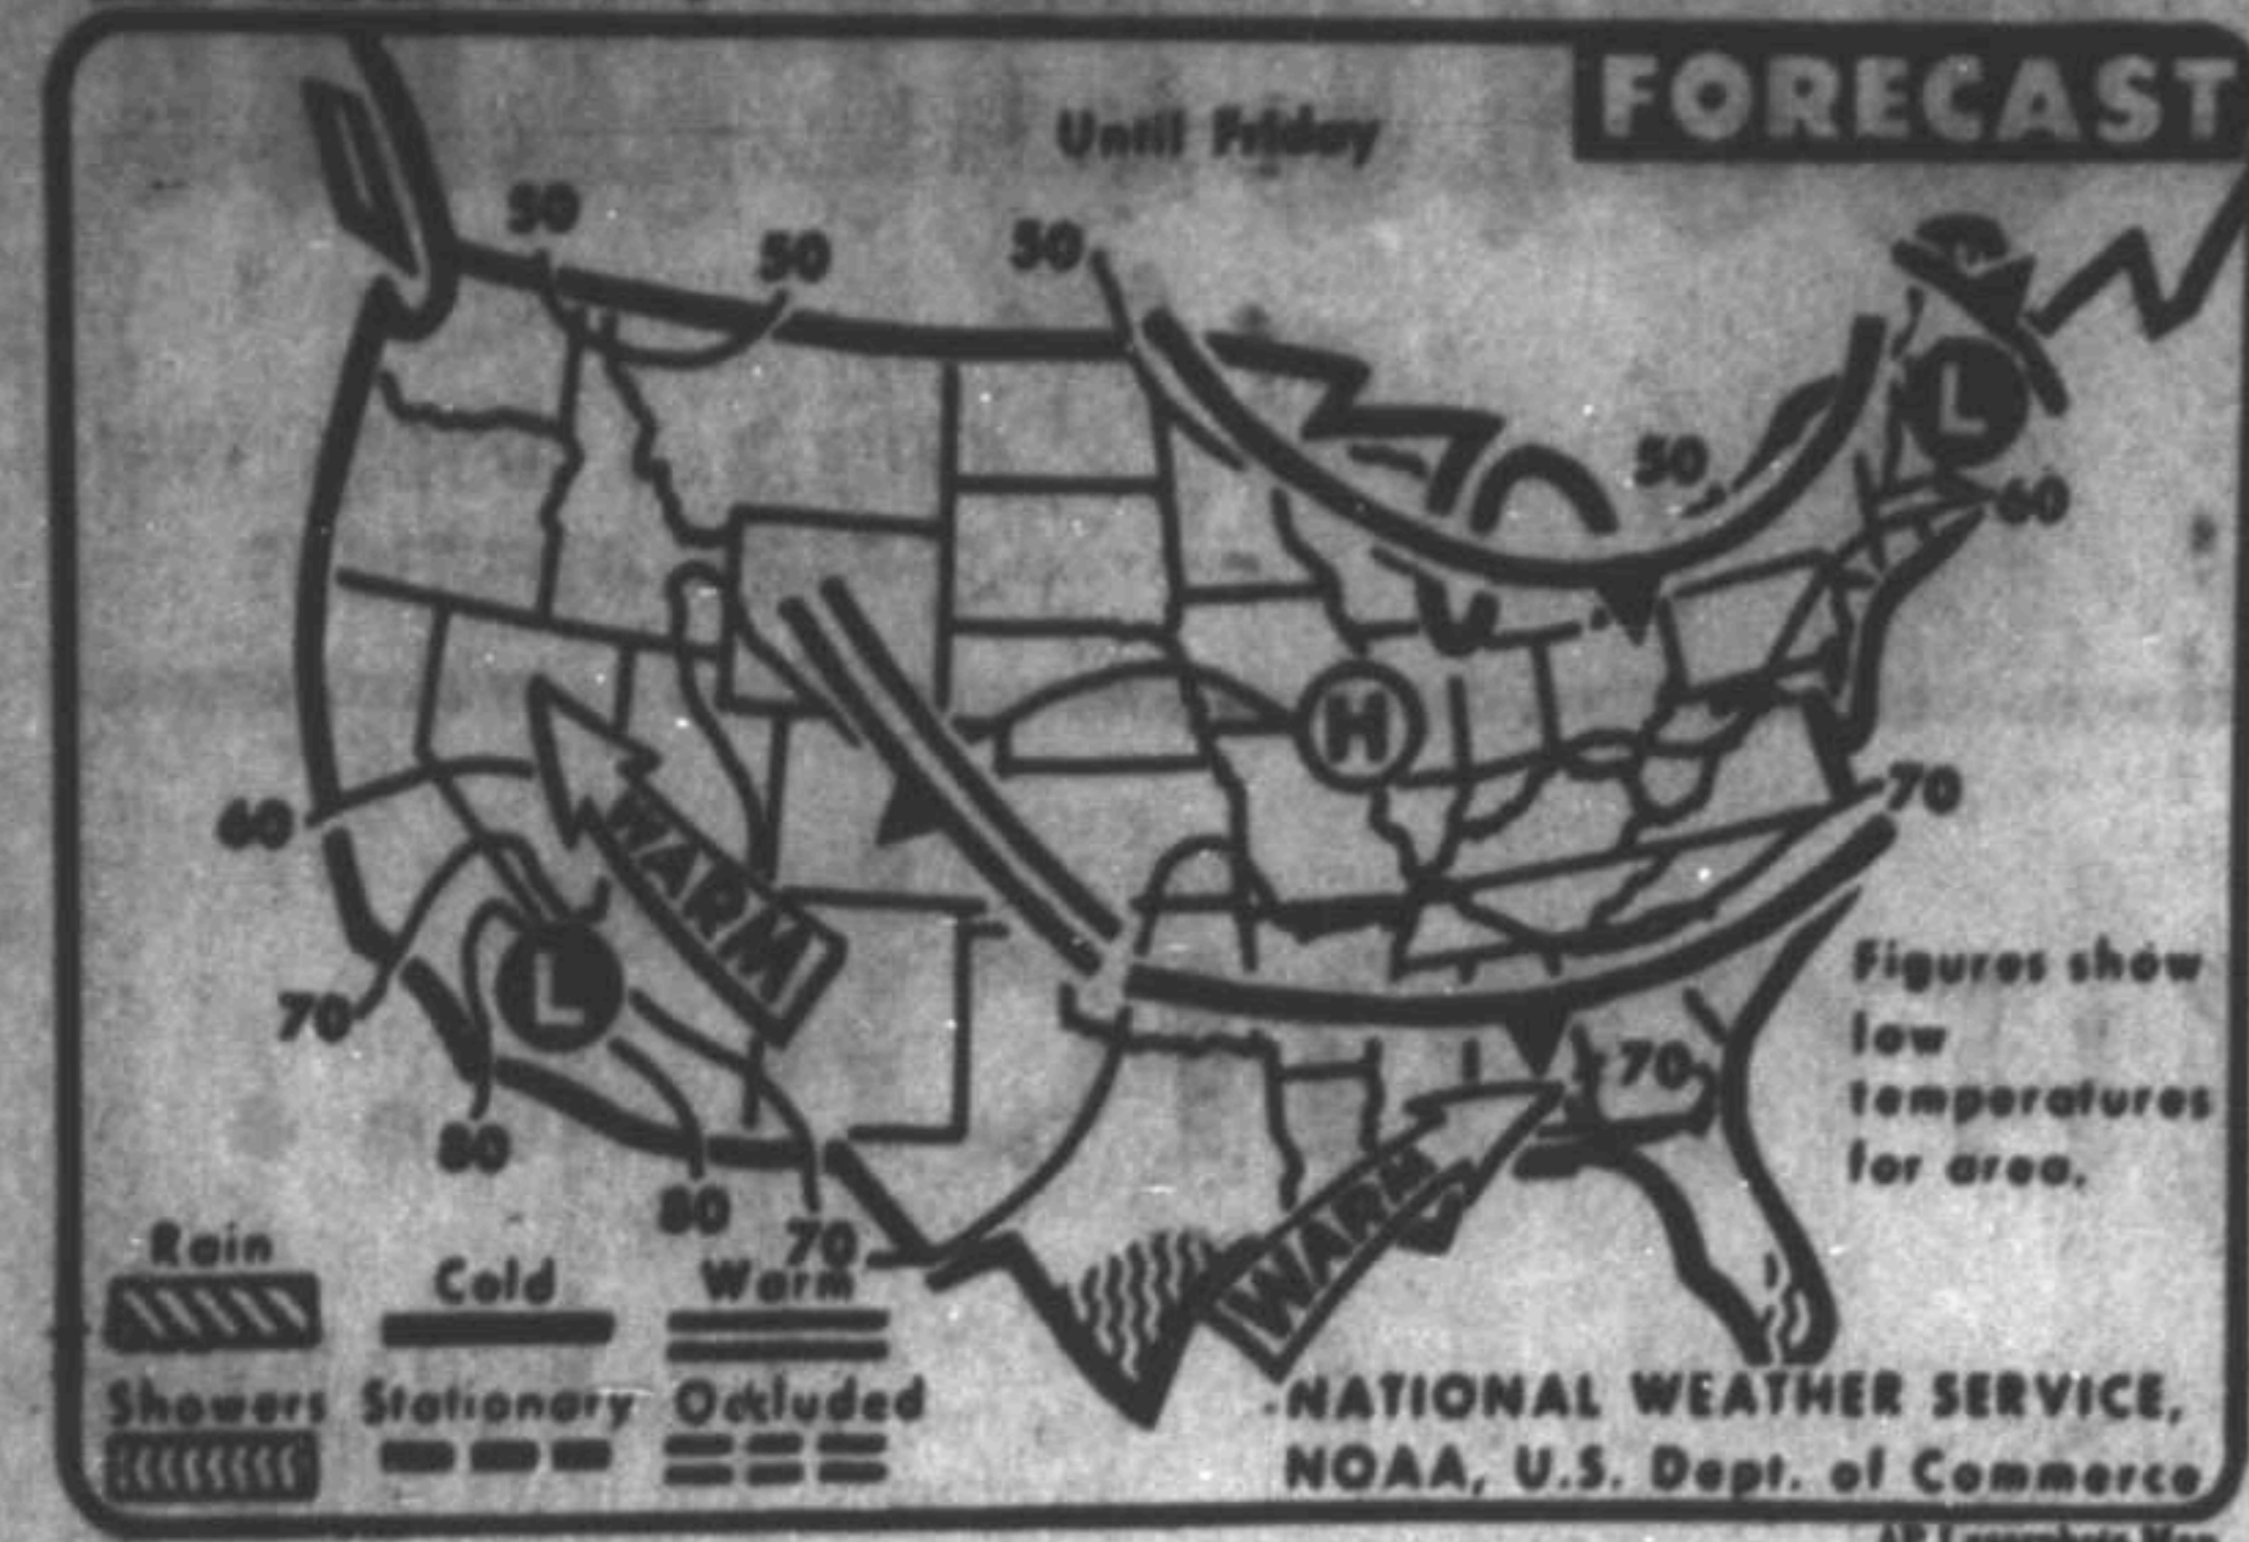 FORECAST
Until Friday
50
50
50
50
L
60
H
60
WARM
70
70
L
Figures show
low
temperatures
for area.
70
80
80
70
WARM
Rain
Cold
Warm
Showers
Stationary
Occluded
NATIONAL WEATHER SERVICE,
NOAA, U.S. Dept. of Commerce